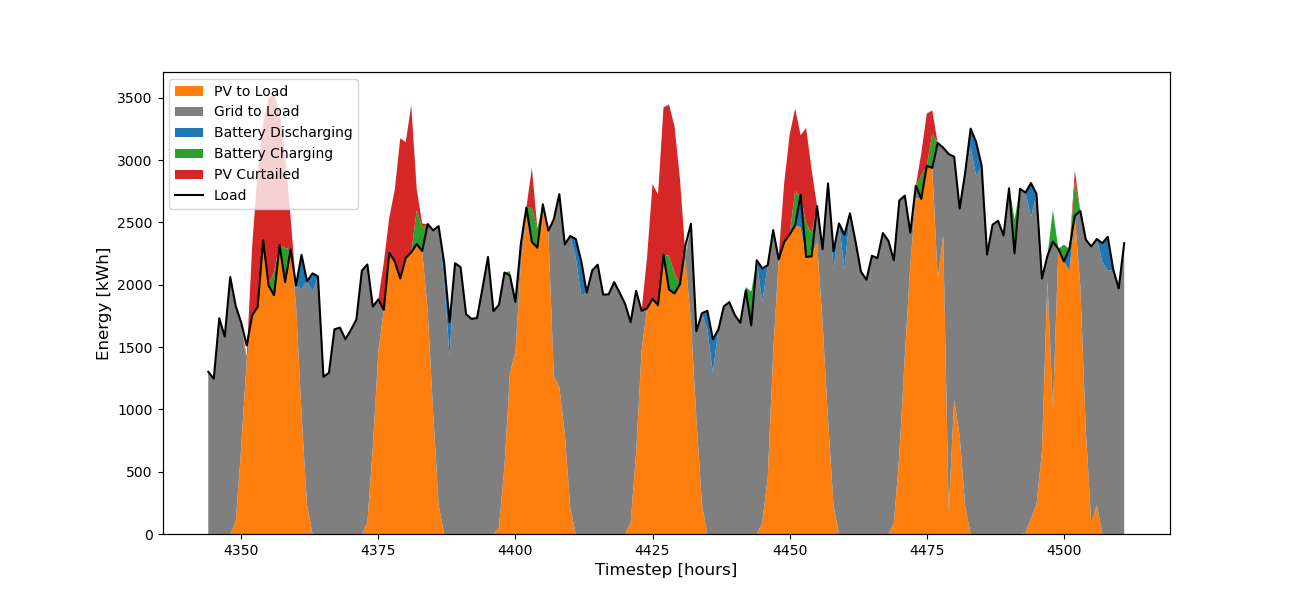 PV to Load
Grid to Load
Battery Discharging
Battery Charging
PV Curtailed
Load
Energy [kWh]
3500
3000
2500
2000
1500
1000
500
0
4350 4375 4400 4425 4450 4475 4500
Timestep [hours]